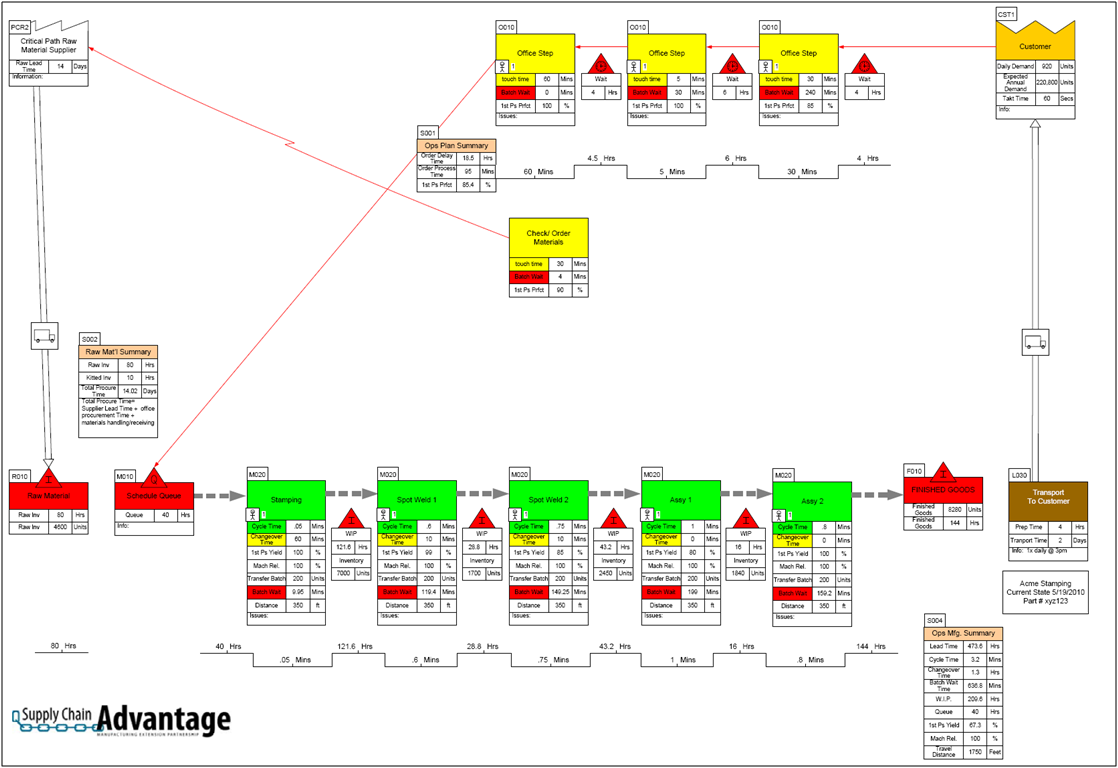 PCR2
Critical Path Raw
Material Supplier
Raw Lead
Time 14 Days
Information:
O010
Office Step
1
touch time 60 Mins
Batch Wait 0 Mins
1st Ps Prfct 100 %
Issues:
Wait
4 Hrs
O010
Office Step
1
touch time 5 Mins
Batch Wait 30 Mins
1st Ps Prfct 100 %
Issues:
Wait
6 Hrs
O010
Office Step
1
touch time 30 Mins
Batch Wait 240 Mins
1st Ps Prfct 85 %
Issues:
Wait
4 Hrs
CST1
Customer
Daily Demand 920 Units
Expected
Annual
Demand 220,800 Units
Takt Time 60 Secs
Info:
S001
Ops Plan Summary
Order Delay
Time 18.5 Hrs
Order Process
Time 95 Mins
1st Ps Prfct 85.4 %
60 Mins
4.5 Hrs
5 Mins
6 Hrs
30 Mins
4 Hrs
Check/ Order
Materials
touch time 30 Mins
Batch Wait 4 Mins
1st Ps Prfct 90 %
S002
Raw Mat'l Summary
Raw Inv 80 Hrs
Kitted Inv 10 Hrs
Total Procure
Time 14.02 Days
Total Procure Time=
Supplier Lead Time + office
procurement Time +
materials handling/receiving
R010
I
Raw Material
Raw Inv 80 Hrs
Raw Inv 4600 Units
M010
Q
Schedule Queue
Queue 40 Hrs
Info:
M020
Stamping
1
Cycle Time .05 Mins
Changeover
Time 60 Mins
1st Ps Yield 100 %
Mach Rel. 100 %
Transfer Batch 200 Units
Batch Wait 9.95 Mins
Distance 350 ft
Issues:
I
WIP
121.6 Hrs
Inventory
7000 Units
M020
Spot Weld 1
1
Cycle Time .6 Mins
Changeover
Time 10 Mins
1st Ps Yield 99 %
Mach Rel. 100 %
Transfer Batch 200 Units
Batch Wait 119.4 Mins
Distance 350 ft
Issues:
I
WIP
28.8 Hrs
Inventory
1700 Units
M020
Spot Weld 2
1
Cycle Time .75 Mins
Changeover
Time 10 Mins
1st Ps Yield 85 %
Mach Rel. 100 %
Transfer Batch 200 Units
Batch Wait 149.25 Mins
Distance 350 ft
Issues:
I
WIP
43.2 Hrs
Inventory
2450 Units
M020
Assy 1
1
Cycle Time 1 Mins
Changeover
Time 0 Mins
1st Ps Yield 80 %
Mach Rel. 100 %
Transfer Batch 200 Units
Batch Wait 199 Mins
Distance 350 ft
Issues:
I
WIP
16 Hrs
Inventory
1840 Units
M020
Assy 2
1
Cycle Time .8 Mins
Changeover
Time 0 Mins
1st Ps Yield 100 %
Mach Rel. 100 %
Transfer Batch 200 Units
Batch Wait 159.2 Mins
Distance 350 ft
Issues:
F010
I
FINISHED GOODS
Finished
Goods 8280 Units
Finished
Goods 144 Hrs
L030
Transport
To Customer
Prep Time 4 Hrs
Tranport Time 2 Days
Info: 1x daily @ 3pm
Acme Stamping
Current State 5/19/2010
Part # xyz123
80 Hrs
40 Hrs
.05 Mins
121.6 Hrs
.6 Mins
28.8 Hrs
.75 Mins
43.2 Hrs
1 Mins
16 Hrs
.8 Mins
144 Hrs
S004
Ops Mfg. Summary
Lead Time 473.6 Hrs
Cycle Time 3.2 Mins
Changeover
Time 1.3 Hrs
Batch Wait
Time 636.8 Mins
W.I.P. 209.6 Hrs
Queue 40 Hrs
1st Ps Yield 67.3 %
Mach Rel. 100 %
Travel
Distance 1750 Feet
Supply Chain Advantage
MANUFACTURING EXTENSION PARTNERSHIP